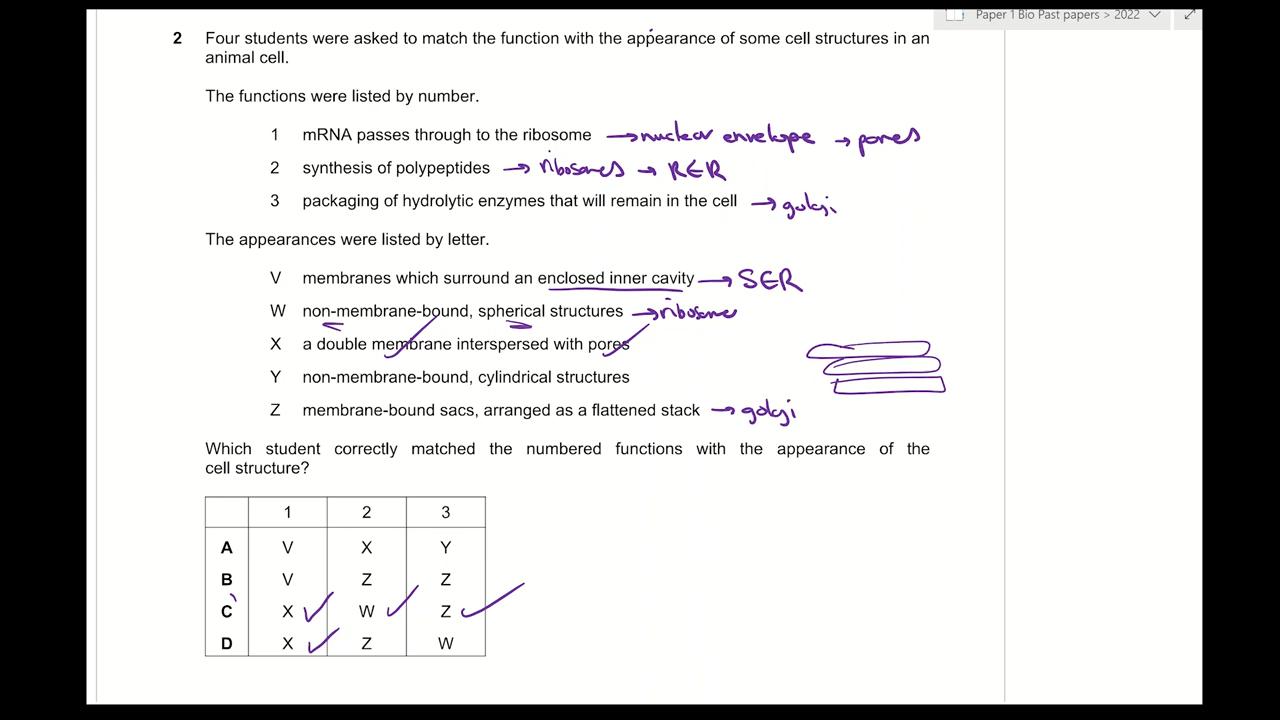 Paper 1 Bio Past papers > 2022
2 Four students were asked to match the function with the appearance of some cell structures in an
animal cell.
The functions were listed by number.
1 mRNA passes through to the ribosome → nuclear envelope → pores
2 synthesis of polypeptides → ribosomes → RER
3 packaging of hydrolytic enzymes that will remain in the cell → golgi
The appearances were listed by letter.
V membranes which surround an enclosed inner cavity → SER
W non-membrane-bound, spherical structures → ribosome
X a double membrane interspersed with pores
Y non-membrane-bound, cylindrical structures
Z membrane-bound sacs, arranged as a flattened stack → golgi
Which student correctly matched the numbered functions with the appearance of the
cell structure?
1 2 3
A V X Y
B V Z Z
C X ✓ W ✓ Z ✓
D X ✓ Z W